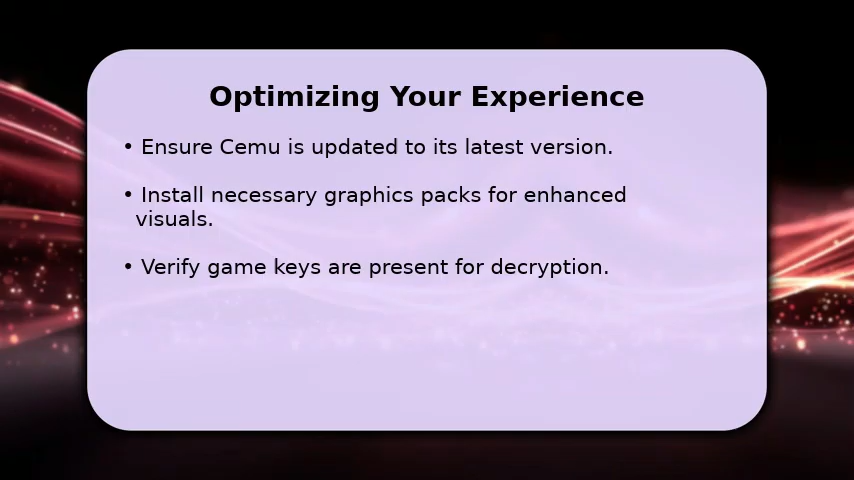 Optimizing Your Experience
• Ensure Cemu is updated to its latest version.
• Install necessary graphics packs for enhanced
visuals.
• Verify game keys are present for decryption.